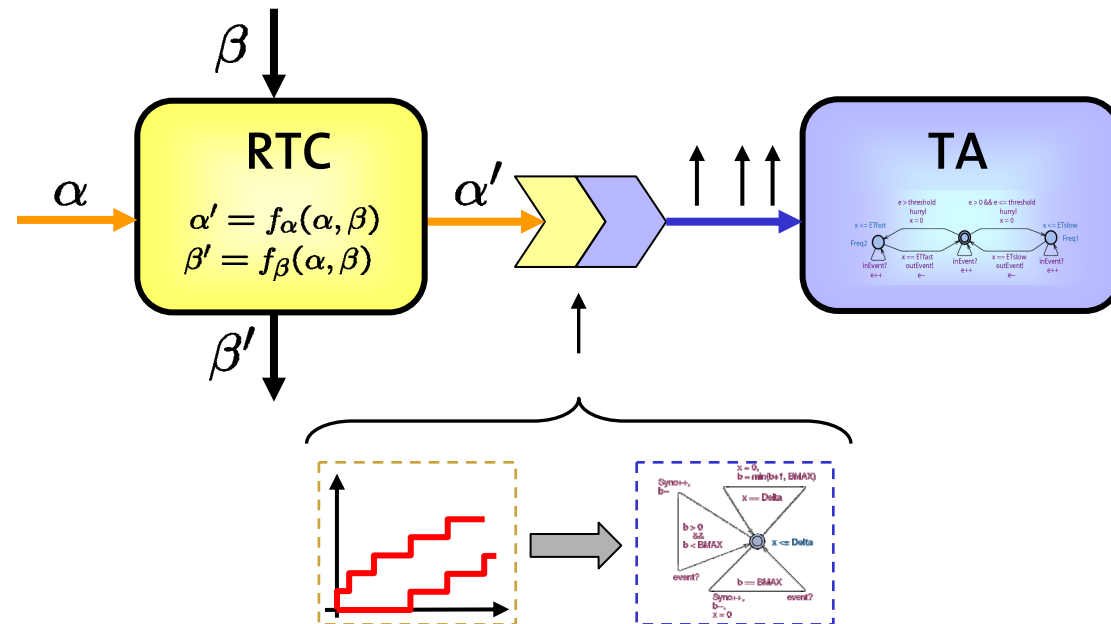 β
RTC
α
α′ = f_α(α, β)
β′ = f_β(α, β)
α′
β′
TA
e > threshold
hurry!
x = 0
e > 0 && e <= threshold
hurry!
x = 0
x <= ETfast
x <= ETslow
Freq2
Freq1
inEvent?
e++
x == ETfast
outEvent!
e--
inEvent?
e++
x == ETslow
outEvent!
e--
inEvent?
e++
x = 0,
b = min(b+1, BMAX)
Sync++,
b--
x == Delta
b > 0
&&
b < BMAX
x <= Delta
event?
b == BMAX
Sync++,
b--,
x = 0
event?